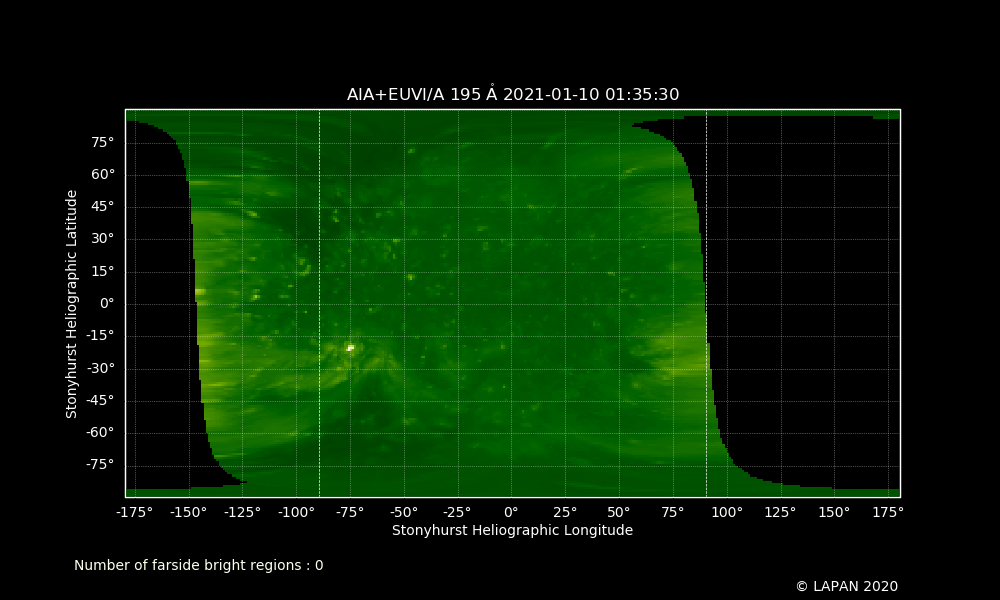 AIA+EUVI/A 195 Å 2021-01-10 01:35:30
75°
60°
45°
30°
15°
0°
-15°
-30°
-45°
-60°
-75°
Stonyhurst Heliographic Latitude
-175° -150° -125° -100° -75° -50° -25° 0° 25° 50° 75° 100° 125° 150° 175°
Stonyhurst Heliographic Longitude
Number of farside bright regions : 0
© LAPAN 2020